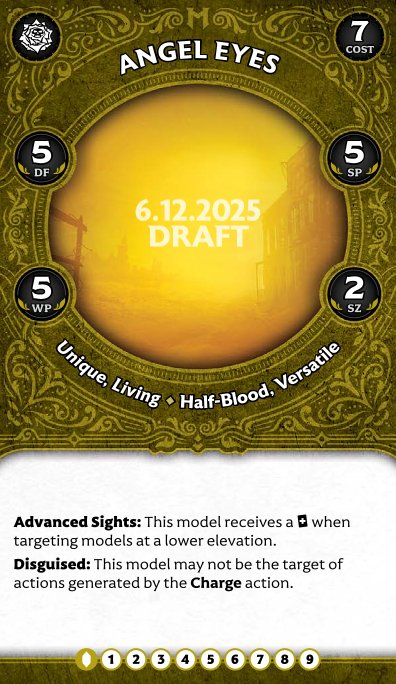 M
ANGEL EYES
7
COST
5
DF
5
SP
6.12.2025
DRAFT
5
WP
2
SZ
Unique, Living ⬥ Half-Blood, Versatile
Advanced Sights: This model receives a 🞤 when
targeting models at a lower elevation.
Disguised: This model may not be the target of
actions generated by the Charge action.
1 2 3 4 5 6 7 8 9